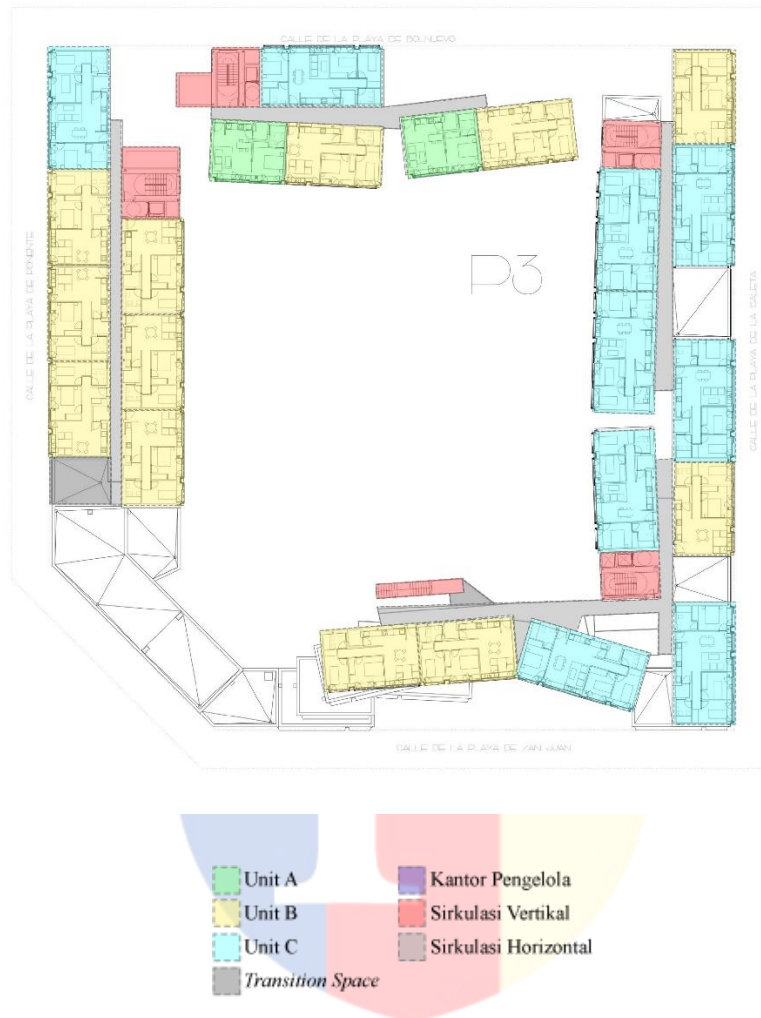 CALLE DE LA PLAYA DE BOLNUEVO
CALLE DE LA PLAYA DE PONIENTE
P3
CALLE DE LA PLAYA DE LA CALETA
CALLE DE LA PLAYA DE SAN JUAN
Unit A
Unit B
Unit C
Transition Space
Kantor Pengelola
Sirkulasi Vertikal
Sirkulasi Horizontal